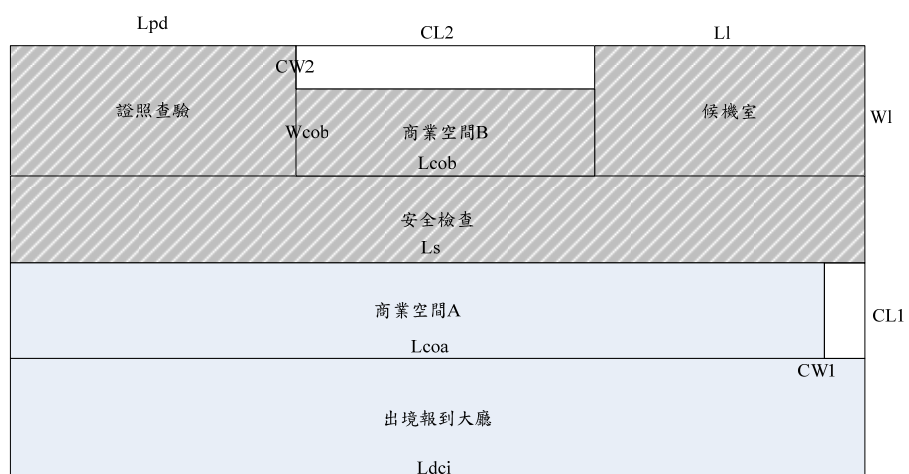 Lpd
CL2
Ll
CW2
證照查驗
候機室
Wl
Wcob
商業空間B
Lcob
安全檢查
Ls
商業空間A
CL1
Lcoa
CW1
出境報到大廳
Ldci